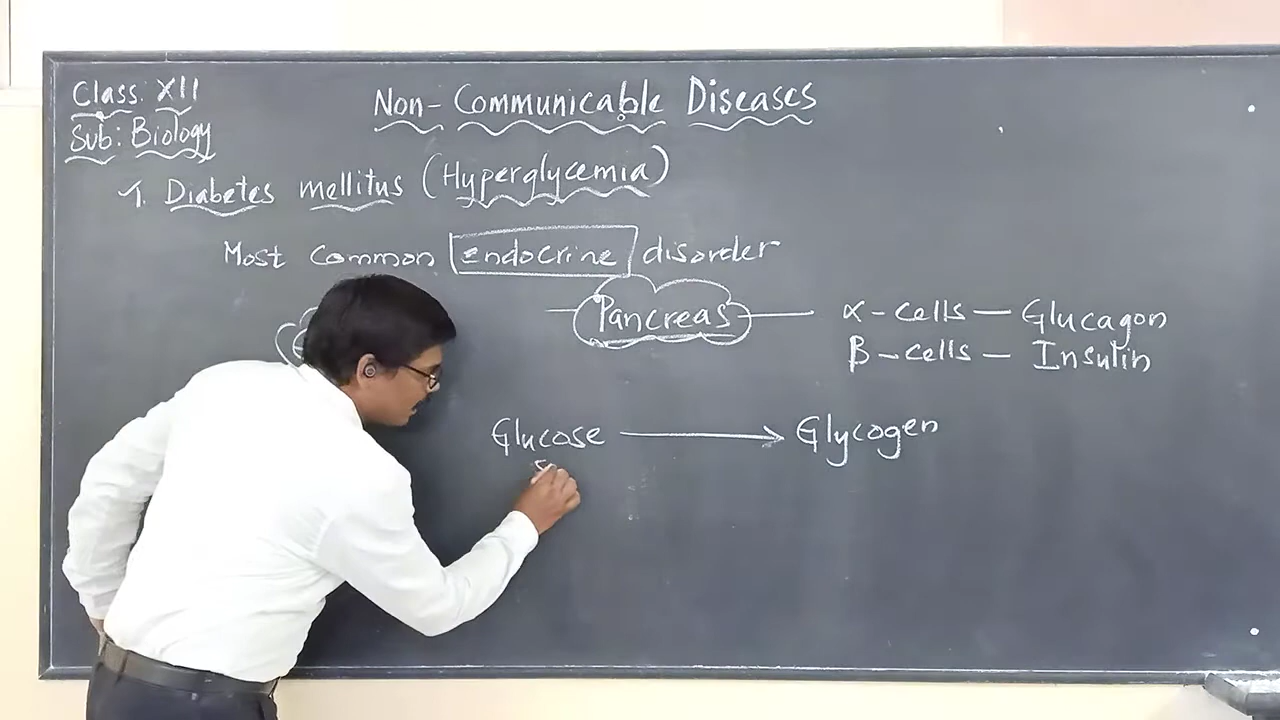 Class: XII
Sub: Biology
Non-Communicable Diseases
1. Diabetes mellitus (Hyperglycemia)
Most Common endocrine disorder
Pancreas — α-cells — Glucagon
β-cells — Insulin
Glucose → Glycogen